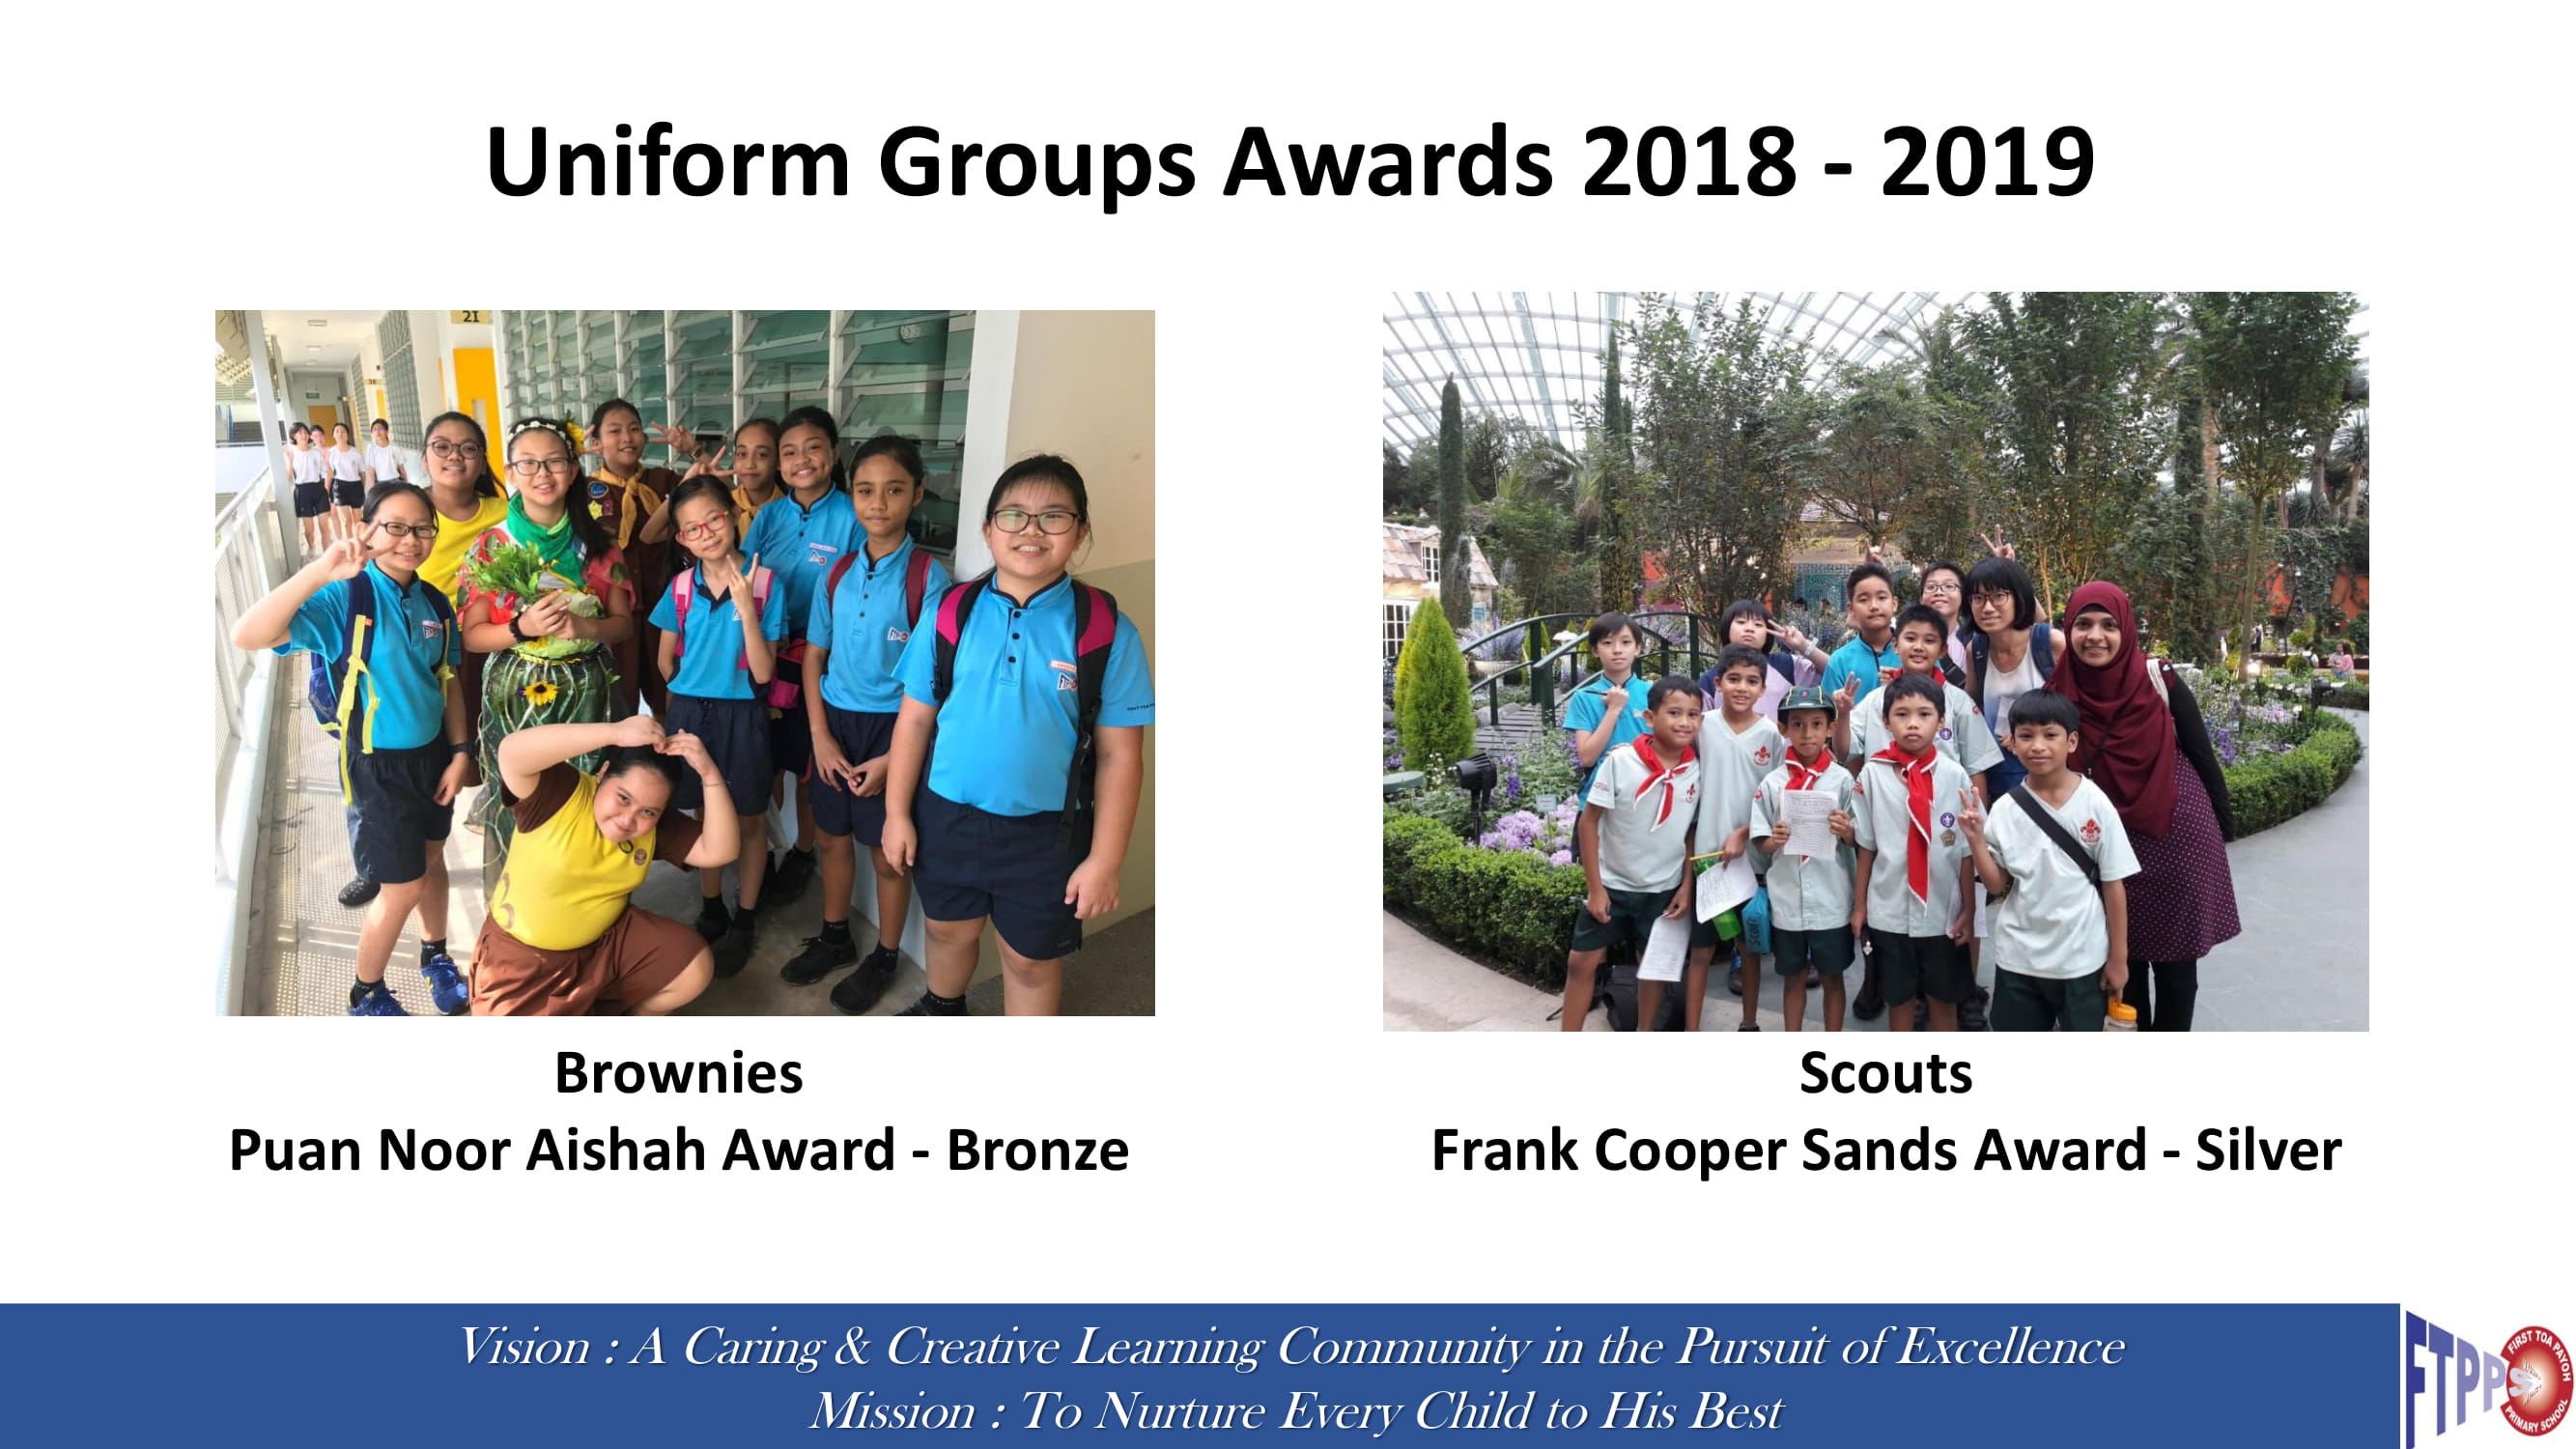 Uniform Groups Awards 2018 - 2019
2I
Brownies
Puan Noor Aishah Award - Bronze
Scouts
Frank Cooper Sands Award - Silver
Vision : A Caring & Creative Learning Community in the Pursuit of Excellence
Mission : To Nurture Every Child to His Best
FTPPS
FIRST TOA PAYOH
PRIMARY SCHOOL